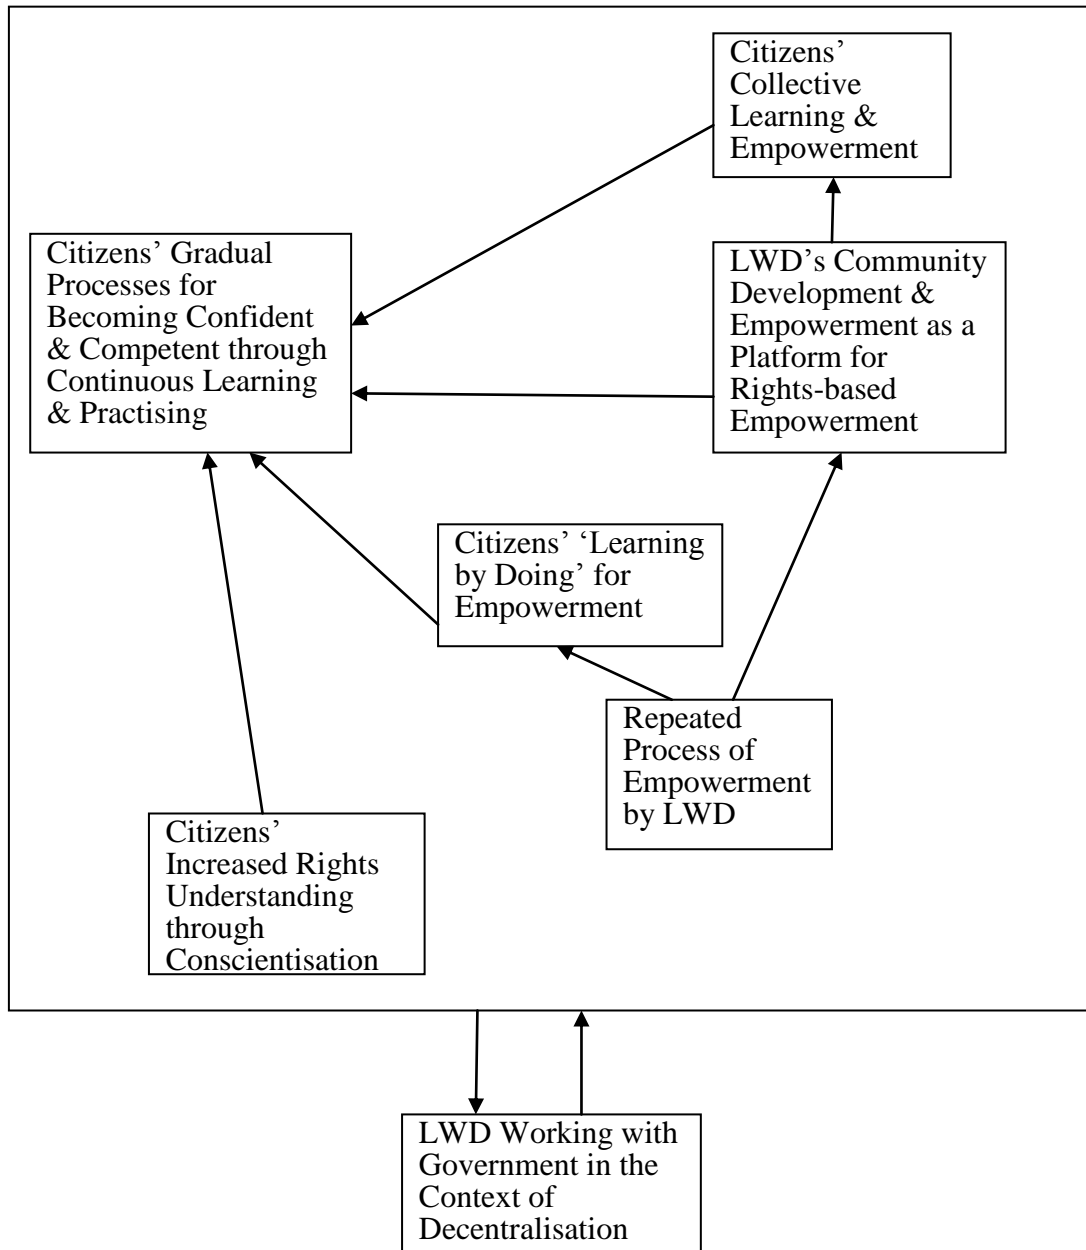 Citizens’
Collective
Learning &
Empowerment
Citizens’ Gradual
Processes for
Becoming Confident
& Competent through
Continuous Learning
& Practising
LWD’s Community
Development &
Empowerment as a
Platform for
Rights-based
Empowerment
Citizens’ ‘Learning
by Doing’ for
Empowerment
Repeated
Process of
Empowerment
by LWD
Citizens’
Increased Rights
Understanding
through
Conscientisation
LWD Working with
Government in the
Context of
Decentralisation